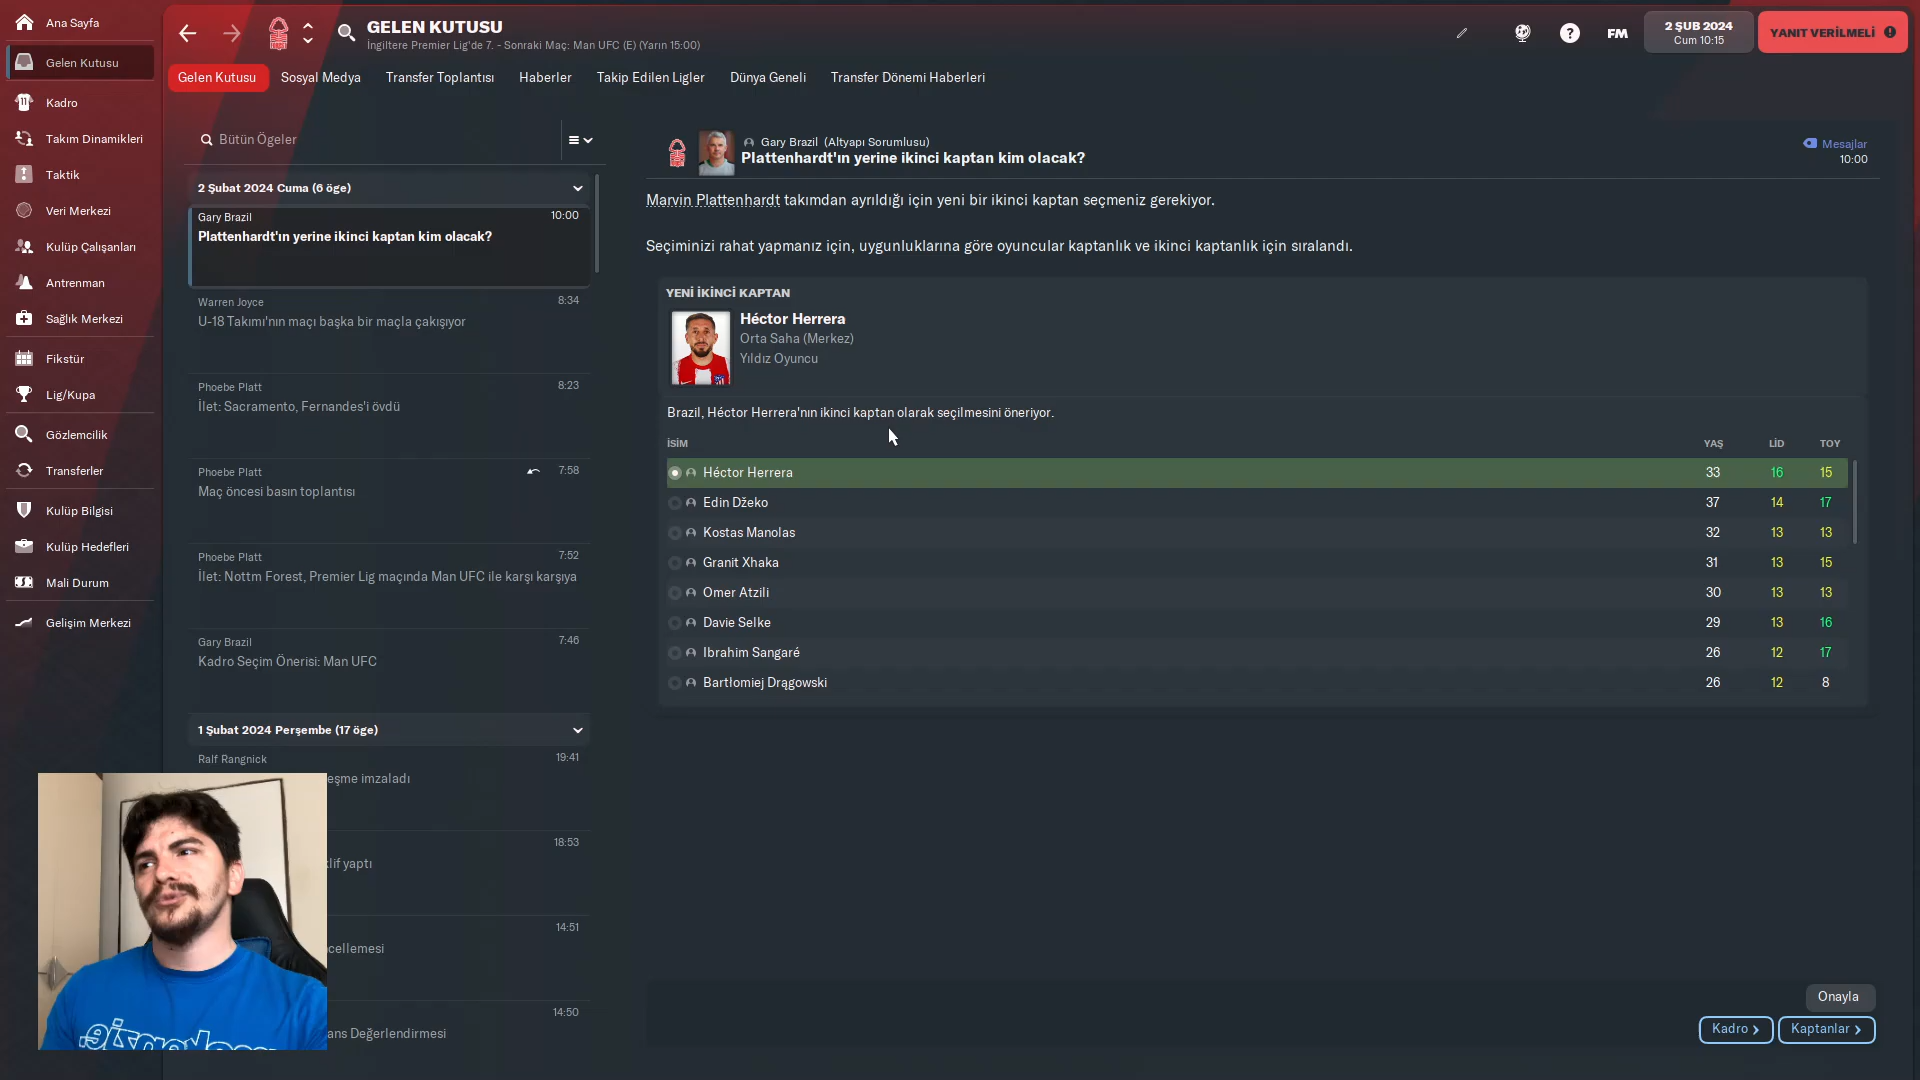 Ana Sayfa
Gelen Kutusu
Kadro
Takım Dinamikleri
Taktik
Veri Merkezi
Kulüp Çalışanları
Antrenman
Sağlık Merkezi
Fikstür
Lig/Kupa
Gözlemcilik
Transferler
Kulüp Bilgisi
Kulüp Hedefleri
Mali Durum
Gelişim Merkezi
GELEN KUTUSU
İngiltere Premier Lig'de 7. - Sonraki Maç: Man UFC (E) (Yarın 15:00)
FM
2 ŞUB 2024
Cum 10:15
YANIT VERİLMELİ
Gelen Kutusu Sosyal Medya Transfer Toplantısı Haberler Takip Edilen Ligler Dünya Geneli Transfer Dönemi Haberleri
Bütün Ögeler
2 Şubat 2024 Cuma (6 öge)
Gary Brazil 10:00
Plattenhardt'ın yerine ikinci kaptan kim olacak?
Warren Joyce 8:34
U-18 Takımı'nın maçı başka bir maçla çakışıyor
Phoebe Platt 8:23
İlet: Sacramento, Fernandes'i övdü
Phoebe Platt 7:58
Maç öncesi basın toplantısı
Phoebe Platt 7:52
İlet: Nottm Forest, Premier Lig maçında Man UFC ile karşı karşıya
Gary Brazil 7:46
Kadro Seçim Önerisi: Man UFC
1 Şubat 2024 Perşembe (17 öge)
Ralf Rangnick 19:41
imzaladı
18:53
yaptı
14:51
14:50
Değerlendirmesi
Gary Brazil (Altyapı Sorumlusu)
Plattenhardt'ın yerine ikinci kaptan kim olacak?
Mesajlar
10:00
Marvin Plattenhardt takımdan ayrıldığı için yeni bir ikinci kaptan seçmeniz gerekiyor.
Seçiminizi rahat yapmanız için, uygunluklarına göre oyuncular kaptanlık ve ikinci kaptanlık için sıralandı.
YENİ İKİNCİ KAPTAN
Héctor Herrera
Orta Saha (Merkez)
Yıldız Oyuncu
Brazil, Héctor Herrera'nın ikinci kaptan olarak seçilmesini öneriyor.
İSİM YAŞ LİD TOY
Héctor Herrera 33 16 15
Edin Džeko 37 14 17
Kostas Manolas 32 13 13
Granit Xhaka 31 13 15
Omer Atzili 30 13 13
Davie Selke 29 13 16
Ibrahim Sangaré 26 12 17
Bartłomiej Drągowski 26 12 8
Onayla
Kadro
Kaptanlar